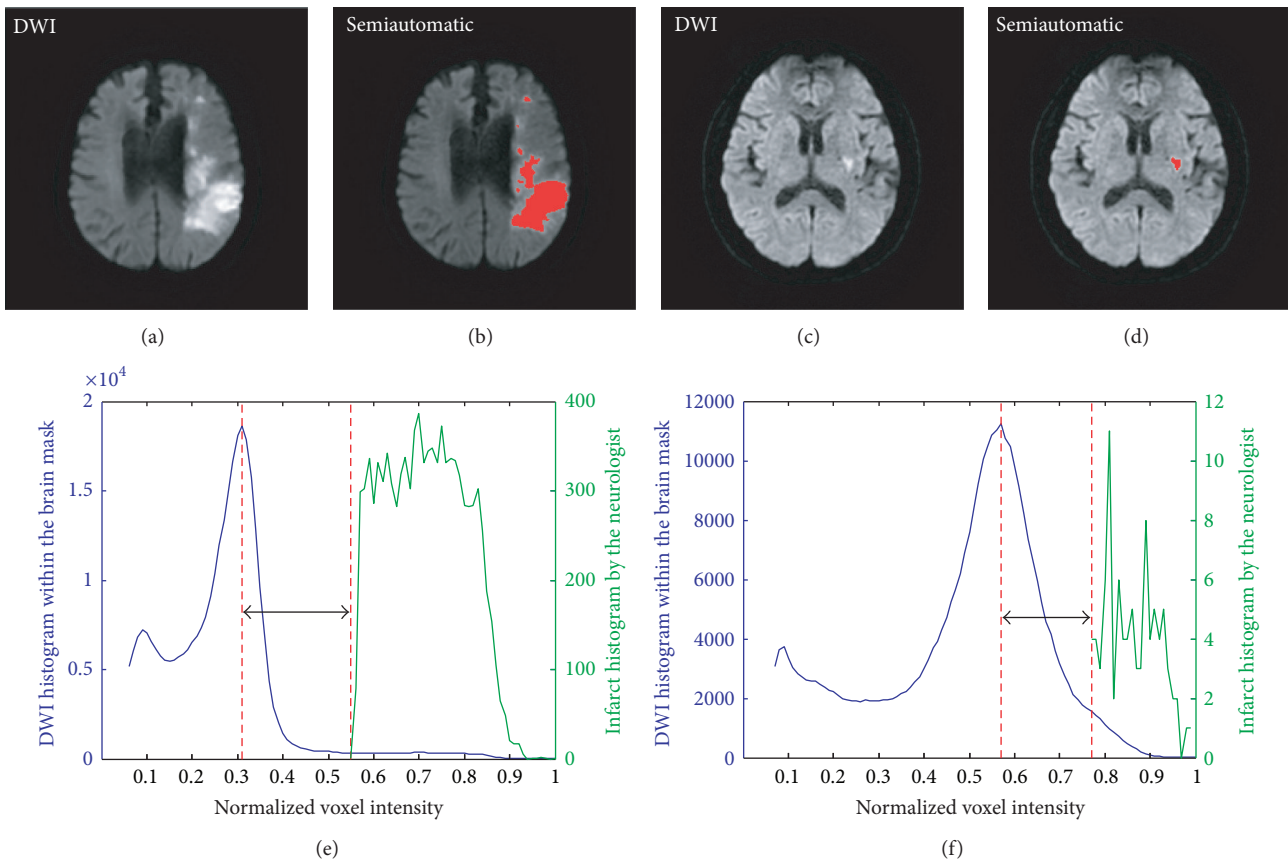 DWI
Semiautomatic
DWI
Semiautomatic
(a)
(b)
(c)
(d)
×10⁴
2
1.5
1
0.5
0
DWI histogram within the brain mask
400
300
200
100
0
Infarct histogram by the neurologist
0.1 0.2 0.3 0.4 0.5 0.6 0.7 0.8 0.9 1
Normalized voxel intensity
(e)
12000
10000
8000
6000
4000
2000
0
DWI histogram within the brain mask
12
10
8
6
4
2
0
Infarct histogram by the neurologist
0.1 0.2 0.3 0.4 0.5 0.6 0.7 0.8 0.9 1
Normalized voxel intensity
(f)